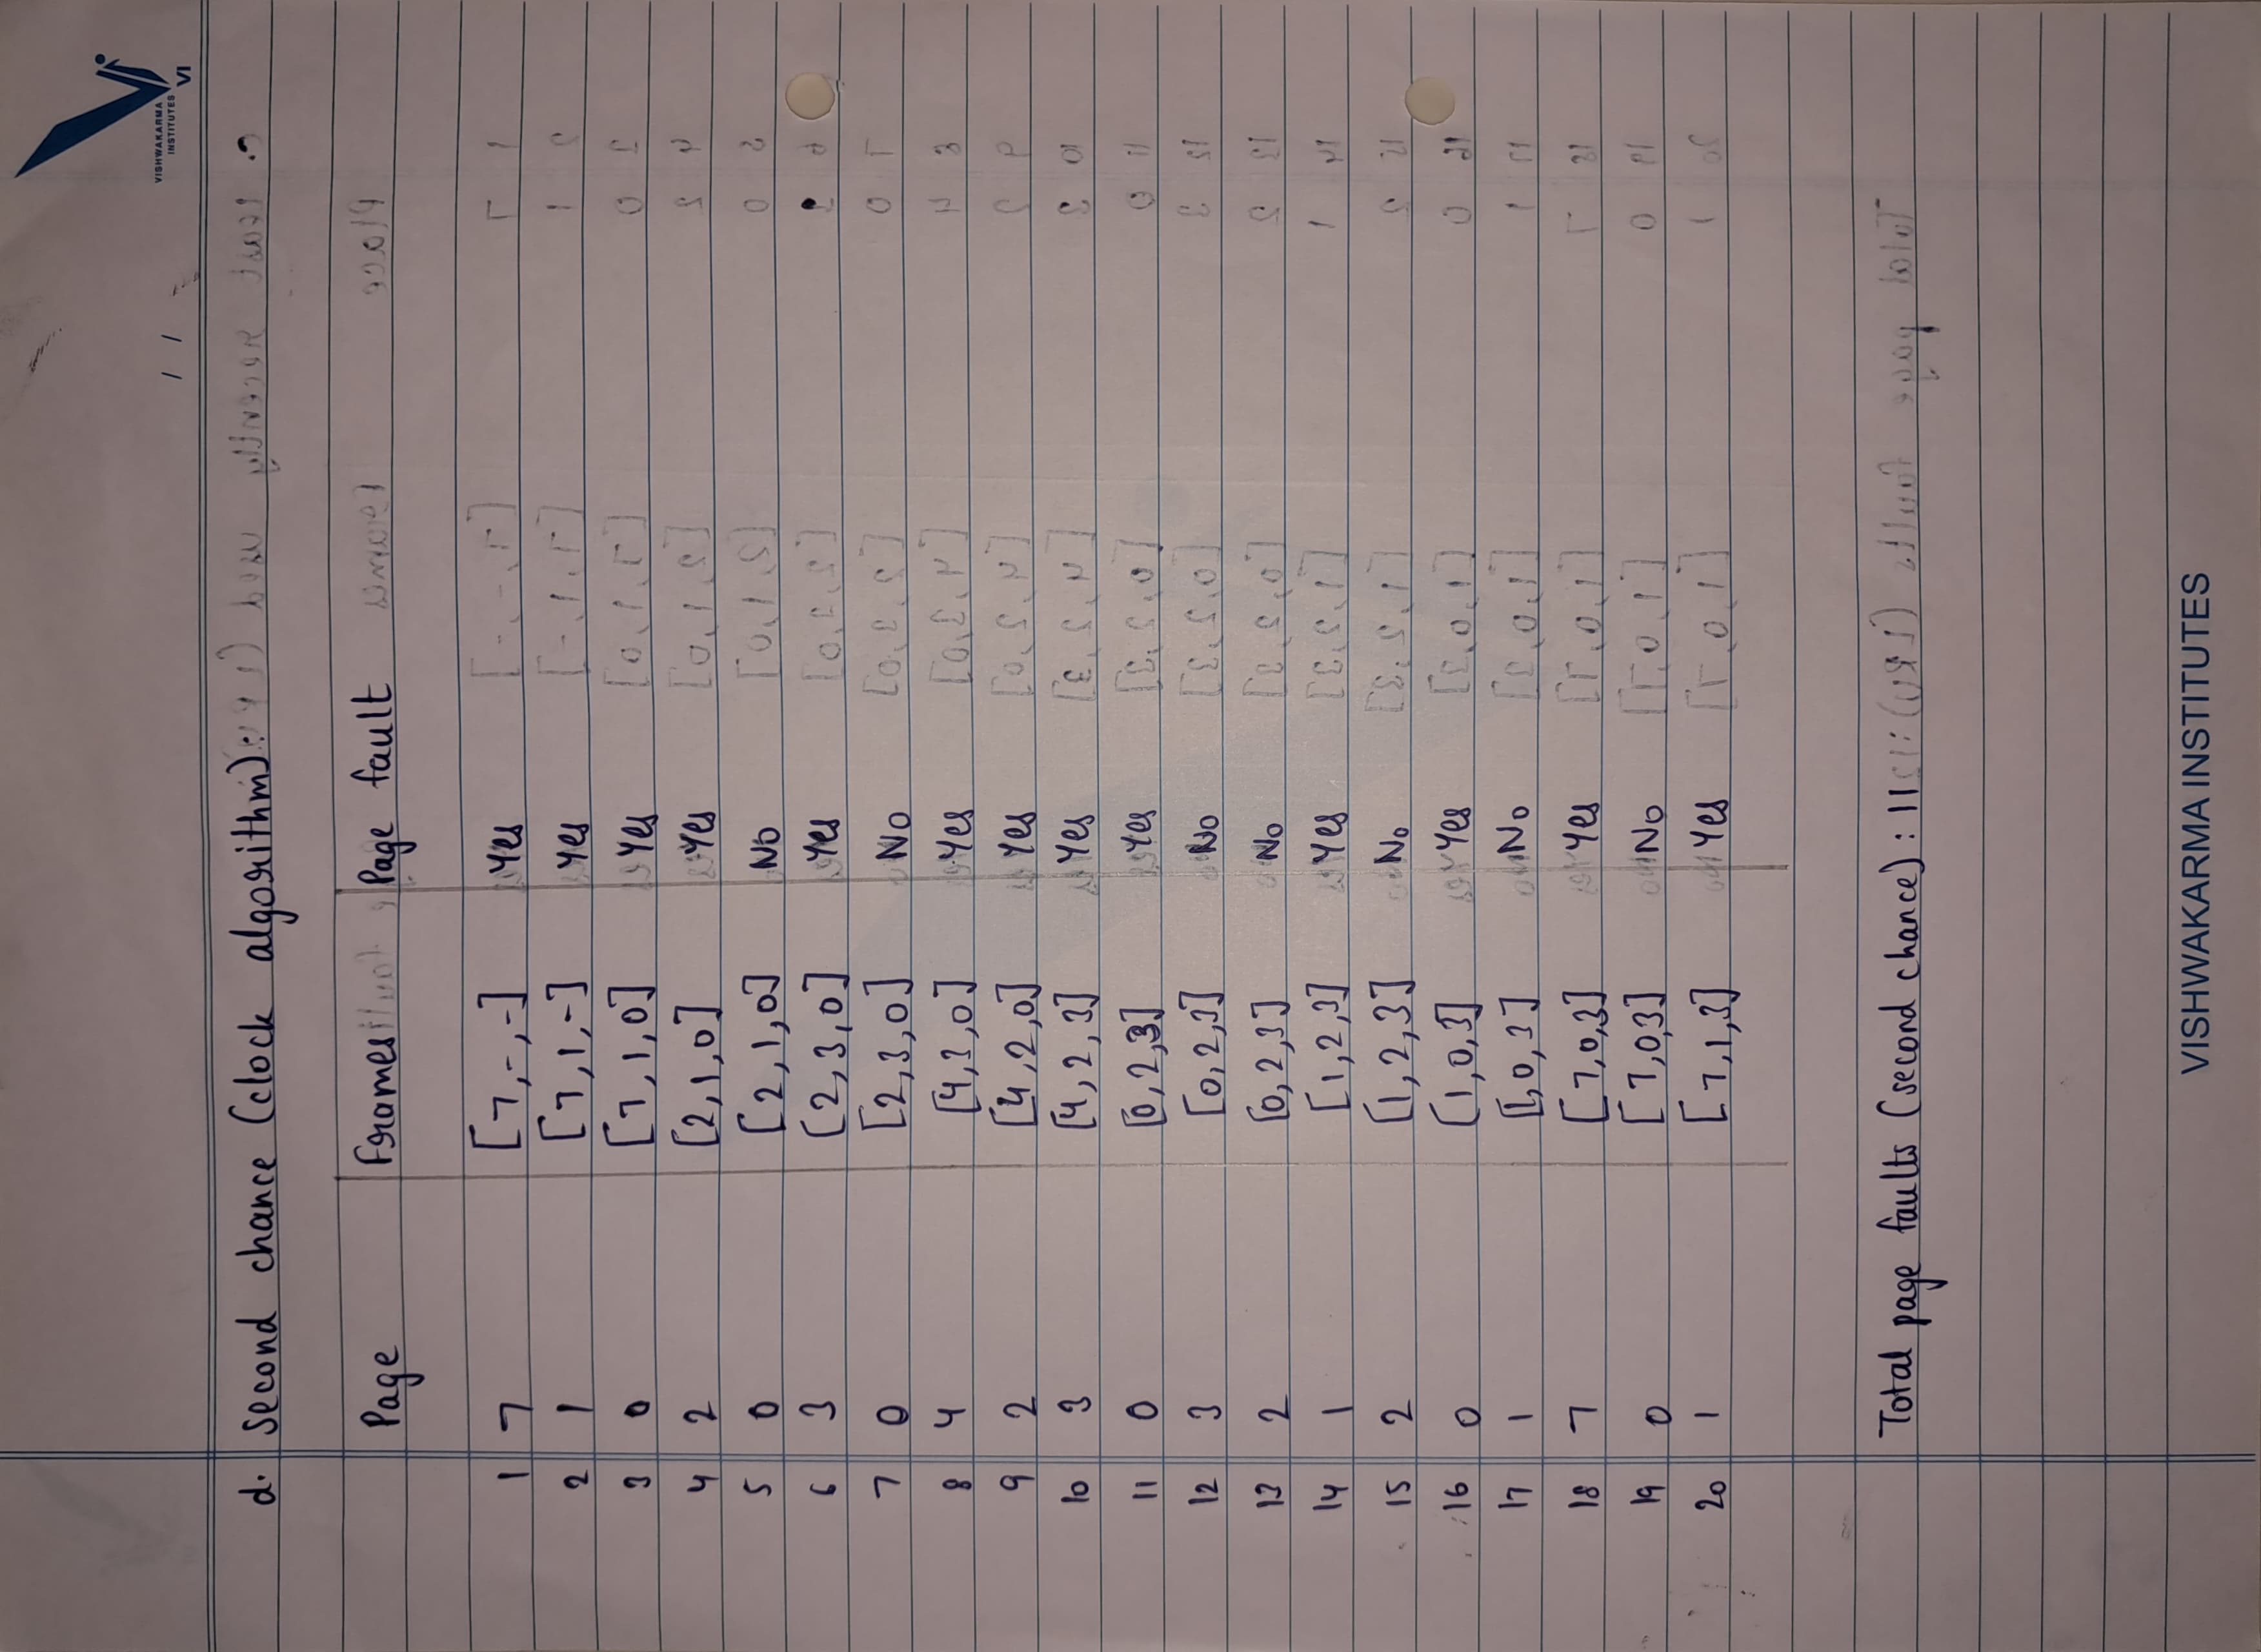 VISHWAKARMA
INSTITUTES
VI
/ /
d. Second chance (clock algorithm):
Page Frames Page fault
1 7 [7,-,-] Yes
2 1 [7,1,-] Yes
3 0 [7,1,0] Yes
4 2 [2,1,0] Yes
5 0 [2,1,0] No
6 3 [2,3,0] Yes
7 0 [2,3,0] No
8 4 [4,3,0] Yes
9 2 [4,2,0] Yes
10 3 [4,2,3] Yes
11 0 [0,2,3] Yes
12 3 [0,2,3] No
13 2 [0,2,3] No
14 1 [1,2,3] Yes
15 2 [1,2,3] No
16 0 [1,0,3] Yes
17 1 [1,0,3] No
18 7 [7,0,3] Yes
19 0 [7,0,3] No
20 1 [7,1,3] Yes
Total page faults (second chance): 11
VISHWAKARMA INSTITUTES